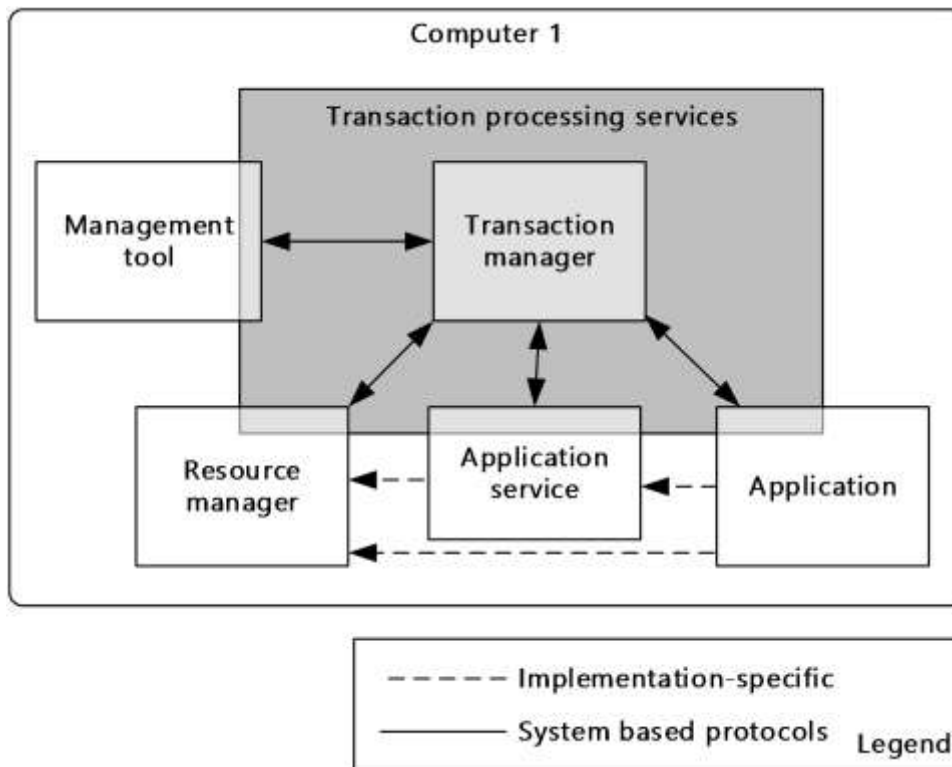 Computer 1
Transaction processing services
Management
tool
Transaction
manager
Resource
manager
Application
service
Application
Implementation-specific
System based protocols
Legend